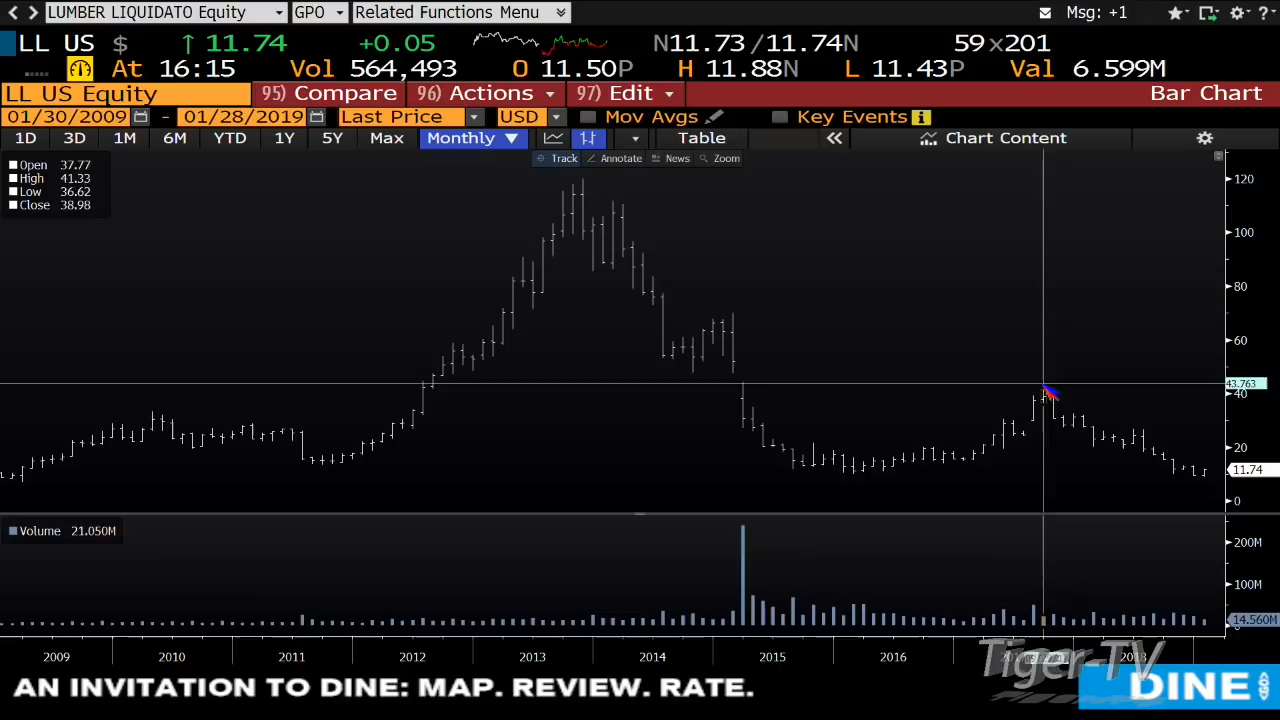 LUMBER LIQUIDATO Equity GPO Related Functions Menu Msg: +1
LL US $ ↑ 11.74 +0.05 N11.73 / 11.74N 59 x 201
At 16:15 Vol 564,493 O 11.50P H 11.88N L 11.43P Val 6.599M
LL US Equity 95) Compare 96) Actions 97) Edit Bar Chart
01/30/2009 - 01/28/2019 Last Price USD Mov Avgs Key Events i
1D 3D 1M 6M YTD 1Y 5Y Max Monthly ▼ Table « Chart Content
Track Annotate News Zoom
Open 37.77
High 41.33
Low 36.62
Close 38.98
120
100
80
60
43.763
40
20
11.74
0
Volume 21.050M
200M
100M
14.560M
2009 2010 2011 2012 2013 2014 2015 2016 2018
Tiger-TV
AN INVITATION TO DINE: MAP. REVIEW. RATE.
DINE